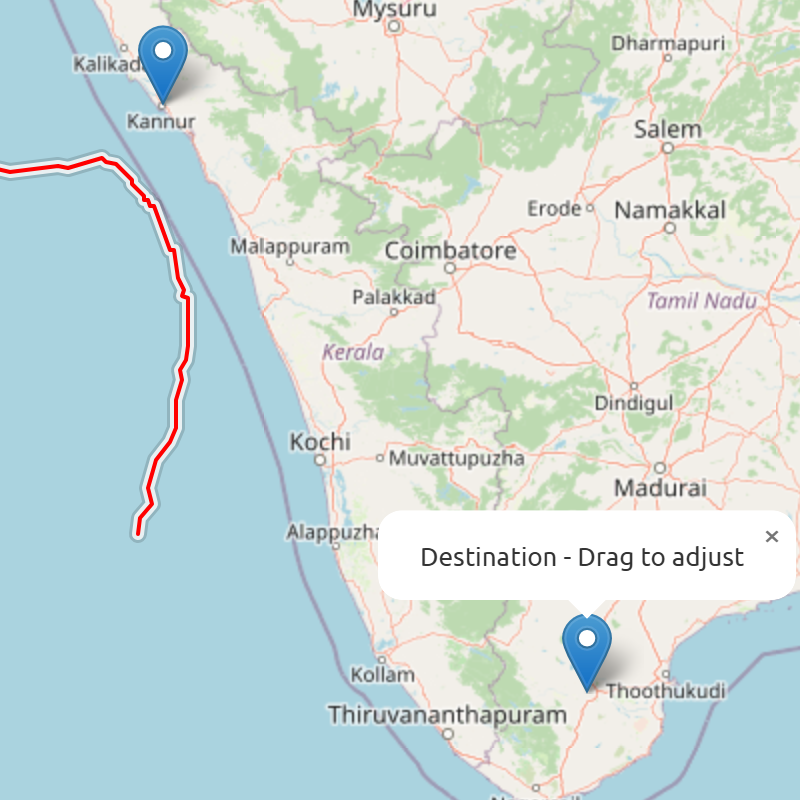 Mysuru
Dharmapuri
Kalikad
Kannur
Salem
Erode
Namakkal
Malappuram
Coimbatore
Palakkad
Tamil Nadu
Kerala
Dindigul
Kochi
Muvattupuzha
Madurai
Alappuzha
Destination - Drag to adjust
×
Kollam
Thoothukudi
Thiruvananthapuram